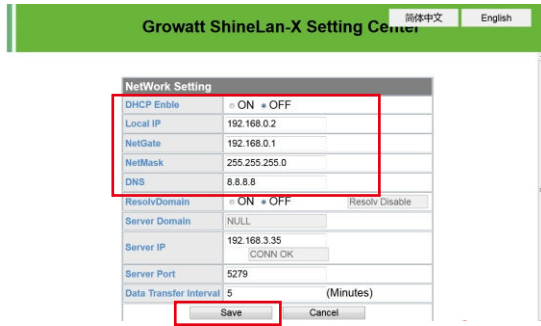 简体中文 English
Growatt ShineLan-X Setting Center
NetWork Setting
DHCP Enble ON OFF
Local IP 192.168.0.2
NetGate 192.168.0.1
NetMask 255.255.255.0
DNS 8.8.8.8
ResolvDomain ON OFF Resolv Disable
Server Domain NULL
Server IP 192.168.3.35
CONN OK
Server Port 5279
Data Transfer Interval 5 (Minutes)
Save Cancel